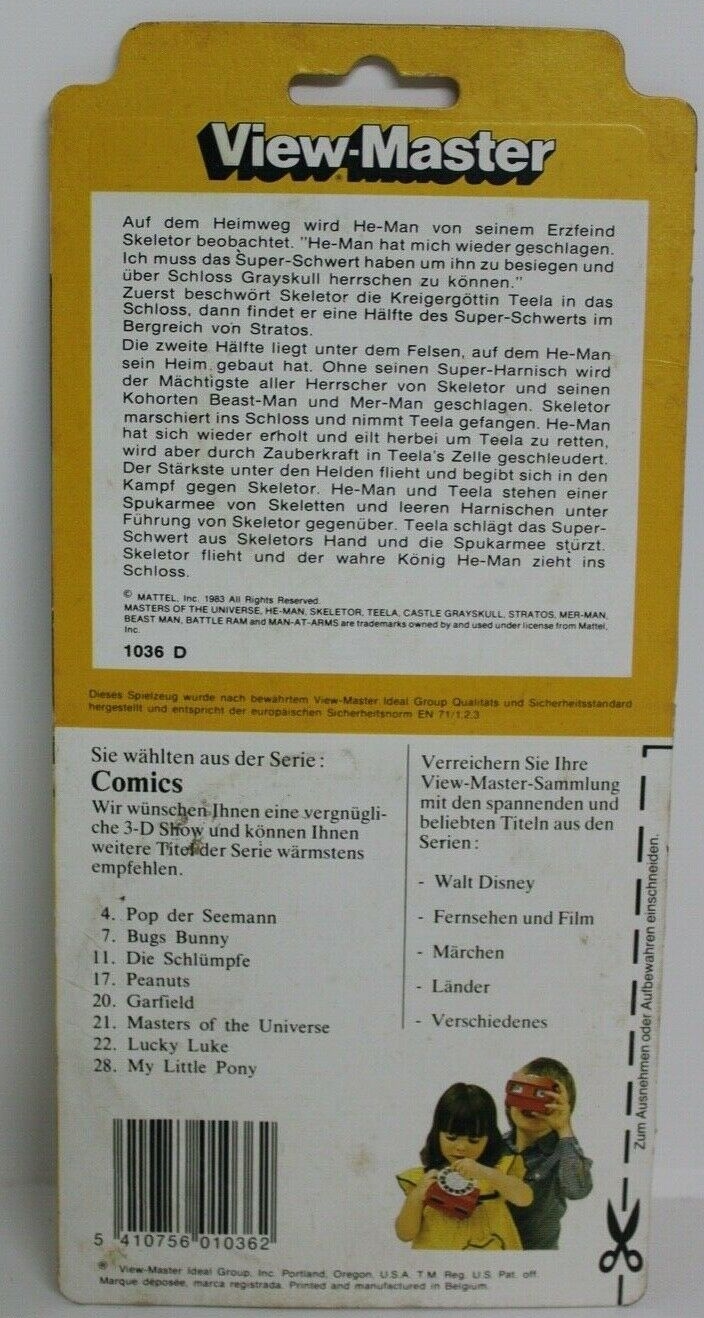 View-Master
Auf dem Heimweg wird He-Man von seinem Erzfeind
Skeletor beobachtet. "He-Man hat mich wieder geschlagen.
Ich muss das Super-Schwert haben um ihn zu besiegen und
über Schloss Grayskull herrschen zu können."
Zuerst beschwört Skeletor die Kreigergöttin Teela in das
Schloss, dann findet er eine Hälfte des Super-Schwerts im
Bergreich von Stratos.
Die zweite Hälfte liegt unter dem Felsen, auf dem He-Man
sein Heim gebaut hat. Ohne seinen Super-Harnisch wird
der Mächtigste aller Herrscher von Skeletor und seinen
Kohorten Beast-Man und Mer-Man geschlagen. Skeletor
marschiert ins Schloss und nimmt Teela gefangen. He-Man
hat sich wieder erholt und eilt herbei um Teela zu retten,
wird aber durch Zauberkraft in Teela's Zelle geschleudert.
Der Stärkste unter den Helden flieht und begibt sich in den
Kampf gegen Skeletor. He-Man und Teela stehen einer
Spukarmee von Skeletten und leeren Harnischen unter
Führung von Skeletor gegenüber. Teela schlägt das Super-
Schwert aus Skeletors Hand und die Spukarmee stürzt.
Skeletor flieht und der wahre König He-Man zieht ins
Schloss.
© MATTEL, Inc. 1983 All Rights Reserved.
MASTERS OF THE UNIVERSE, HE-MAN, SKELETOR, TEELA, CASTLE GRAYSKULL, STRATOS, MER-MAN,
BEAST MAN, BATTLE RAM and MAN-AT-ARMS are trademarks owned by and used under license from Mattel,
Inc.
1036 D
Dieses Spielzeug wurde nach bewährtem View-Master Ideal Group Qualitäts und Sicherheitsstandard
hergestellt und entspricht der europäischen Sicherheitsnorm EN 71/1.2.3
Sie wählten aus der Serie :
Comics
Wir wünschen Ihnen eine vergnügli-
che 3-D Show und können Ihnen
weitere Titel der Serie wärmstens
empfehlen.
4. Pop der Seemann
7. Bugs Bunny
11. Die Schlümpfe
17. Peanuts
20. Garfield
21. Masters of the Universe
22. Lucky Luke
28. My Little Pony
Verreichern Sie Ihre
View-Master-Sammlung
mit den spannenden und
beliebten Titeln aus den
Serien :
- Walt Disney
- Fernsehen und Film
- Märchen
- Länder
- Verschiedenes
Zum Ausnehmen oder Aufbewahren einschneiden.
5 410756 010362
® View-Master Ideal Group, Inc. Portland, Oregon, U.S.A. T.M. Reg. U.S. Pat. off.
Marque déposée, marca registrada. Printed and manufactured in Belgium.